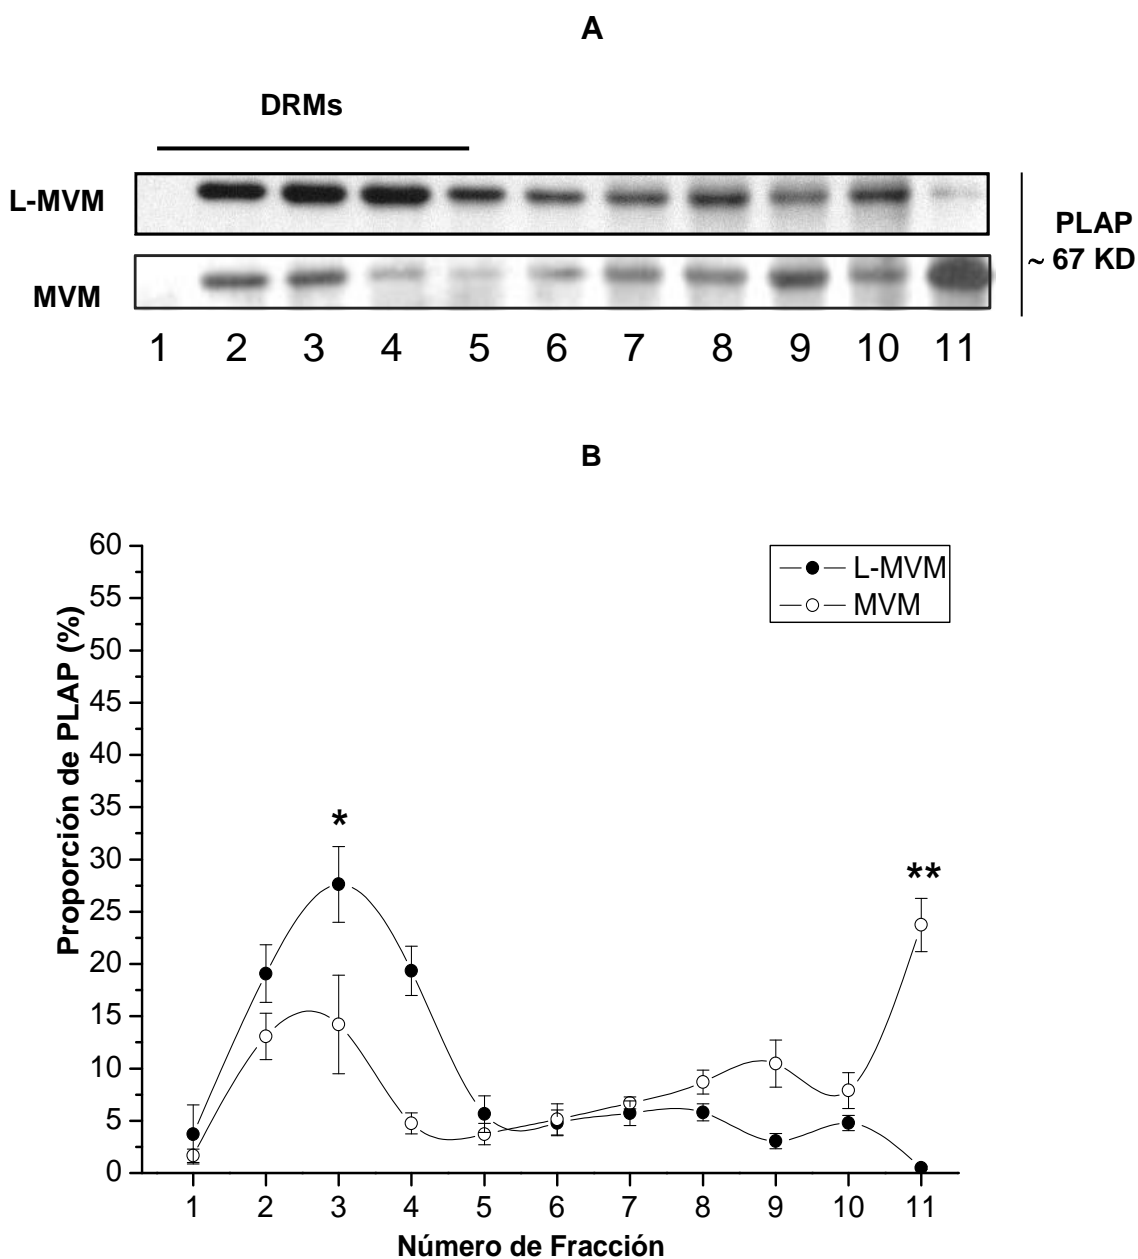 A
DRMs
L-MVM
MVM
PLAP
~ 67 KD
1 2 3 4 5 6 7 8 9 10 11
B
L-MVM
MVM
60
55
50
45
40
35
30
25
20
15
10
5
0
Proporción de PLAP (%)
*
**
1 2 3 4 5 6 7 8 9 10 11
Número de Fracción